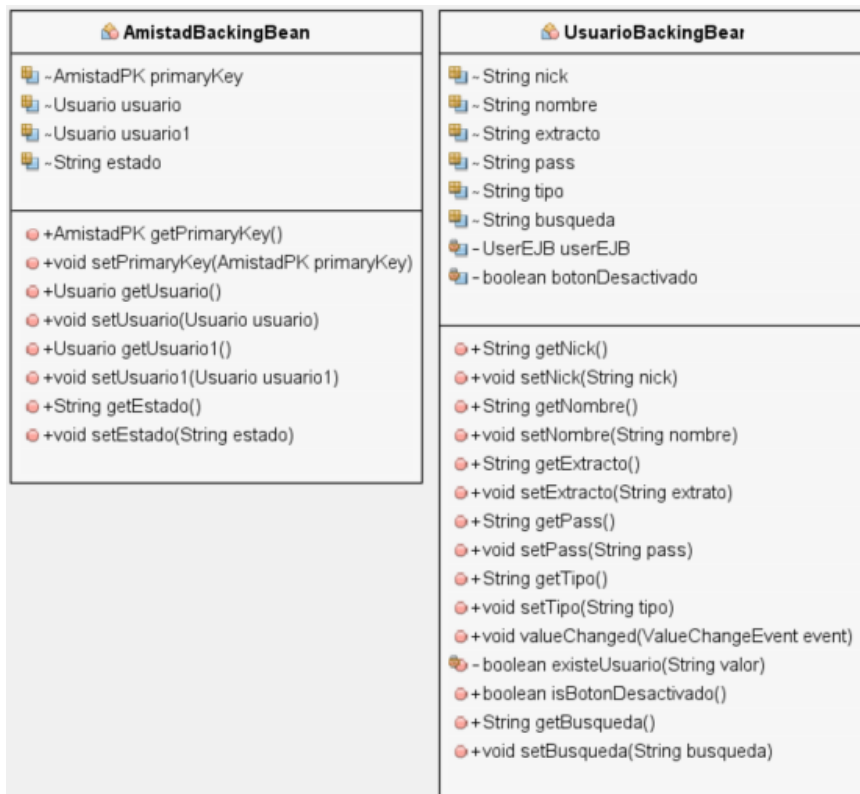 AmistadBackingBean
~AmistadPK primaryKey
~Usuario usuario
~Usuario usuario1
~String estado
+AmistadPK getPrimaryKey()
+void setPrimaryKey(AmistadPK primaryKey)
+Usuario getUsuario()
+void setUsuario(Usuario usuario)
+Usuario getUsuario1()
+void setUsuario1(Usuario usuario1)
+String getEstado()
+void setEstado(String estado)
UsuarioBackingBear
~String nick
~String nombre
~String extracto
~String pass
~String tipo
~String busqueda
-UserEJB userEJB
-boolean botonDesactivado
+String getNick()
+void setNick(String nick)
+String getNombre()
+void setNombre(String nombre)
+String getExtracto()
+void setExtracto(String extrato)
+String getPass()
+void setPass(String pass)
+String getTipo()
+void setTipo(String tipo)
+void valueChanged(ValueChangeEvent event)
-boolean existeUsuario(String valor)
+boolean isBotonDesactivado()
+String getBusqueda()
+void setBusqueda(String busqueda)